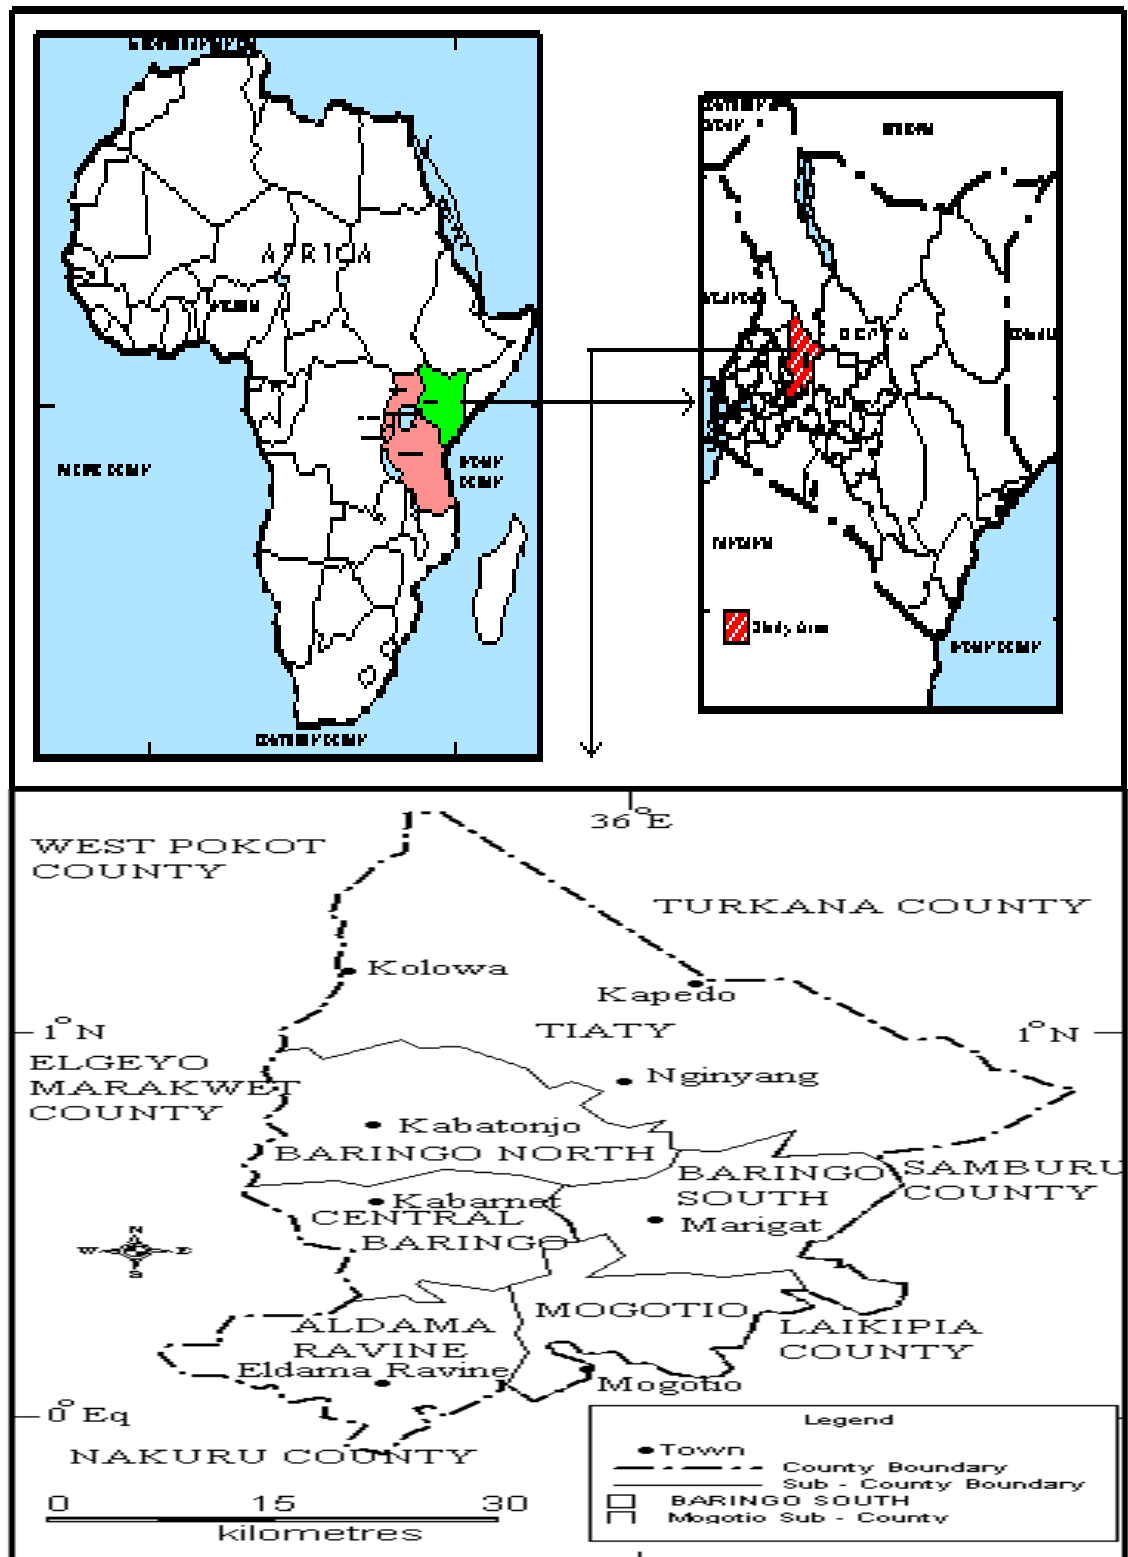 AFRICA
Study Area
36°E
WEST POKOT
COUNTY
TURKANA COUNTY
Kolowa
Kapedo
TIATY
1°N
1°N
ELGEYO
MARAKWET
COUNTY
Nginyang
Kabatonjo
BARINGO NORTH
BARINGO
SOUTH
SAMBURU
COUNTY
Kabarnet
CENTRAL
BARINGO
Marigat
N
W
E
S
MOGOTIO
ALDAMA
RAVINE
LAIKIPIA
COUNTY
Eldama Ravine
Mogotio
0° Eq
NAKURU COUNTY
Legend
Town
County Boundary
Sub - County Boundary
BARINGO SOUTH
Mogotio Sub - County
0 15 30
kilometres